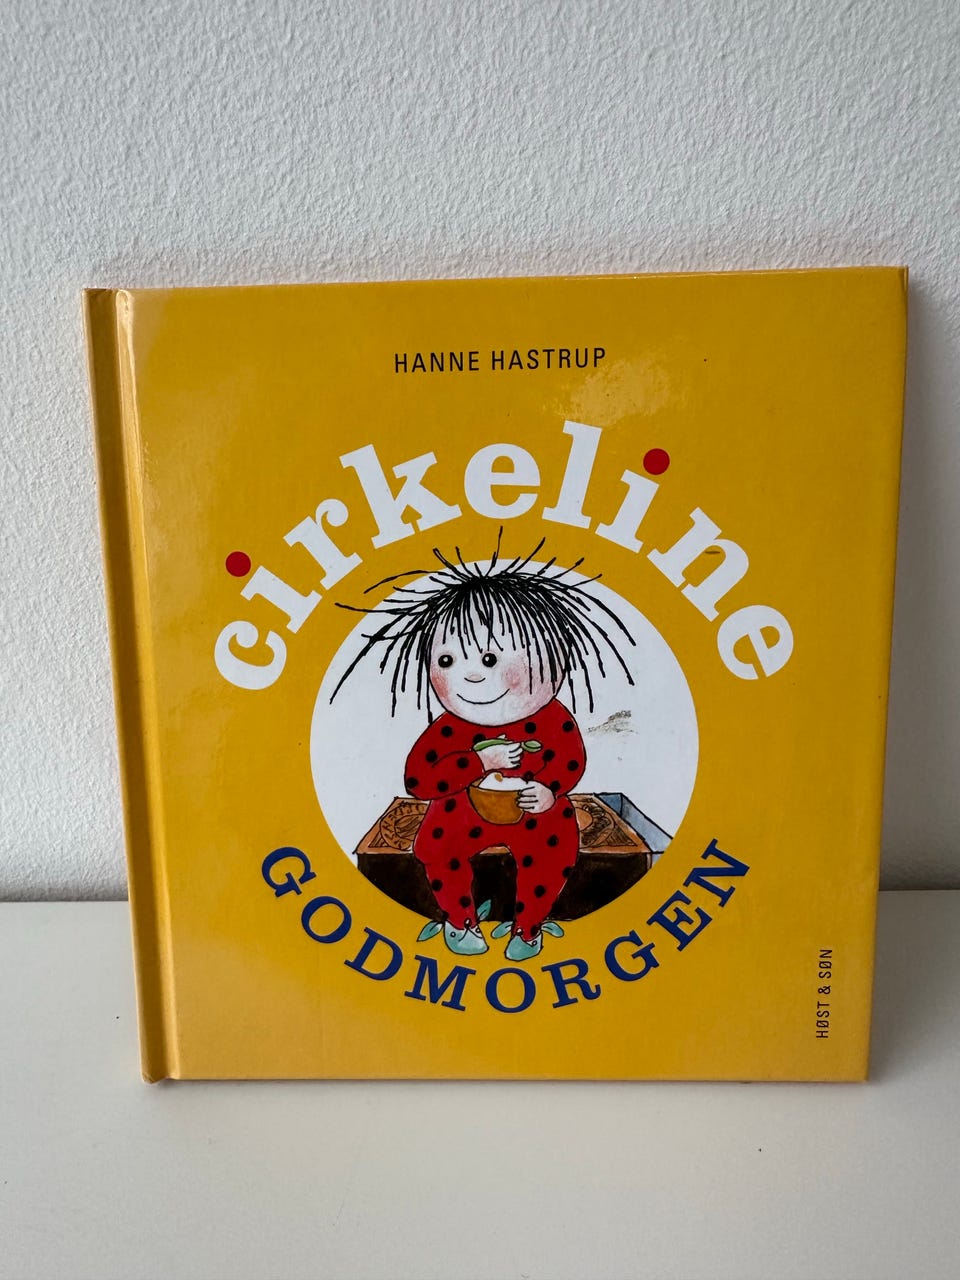 HANNE HASTRUP
cirkeline
GODMORGEN
HØST & SØN